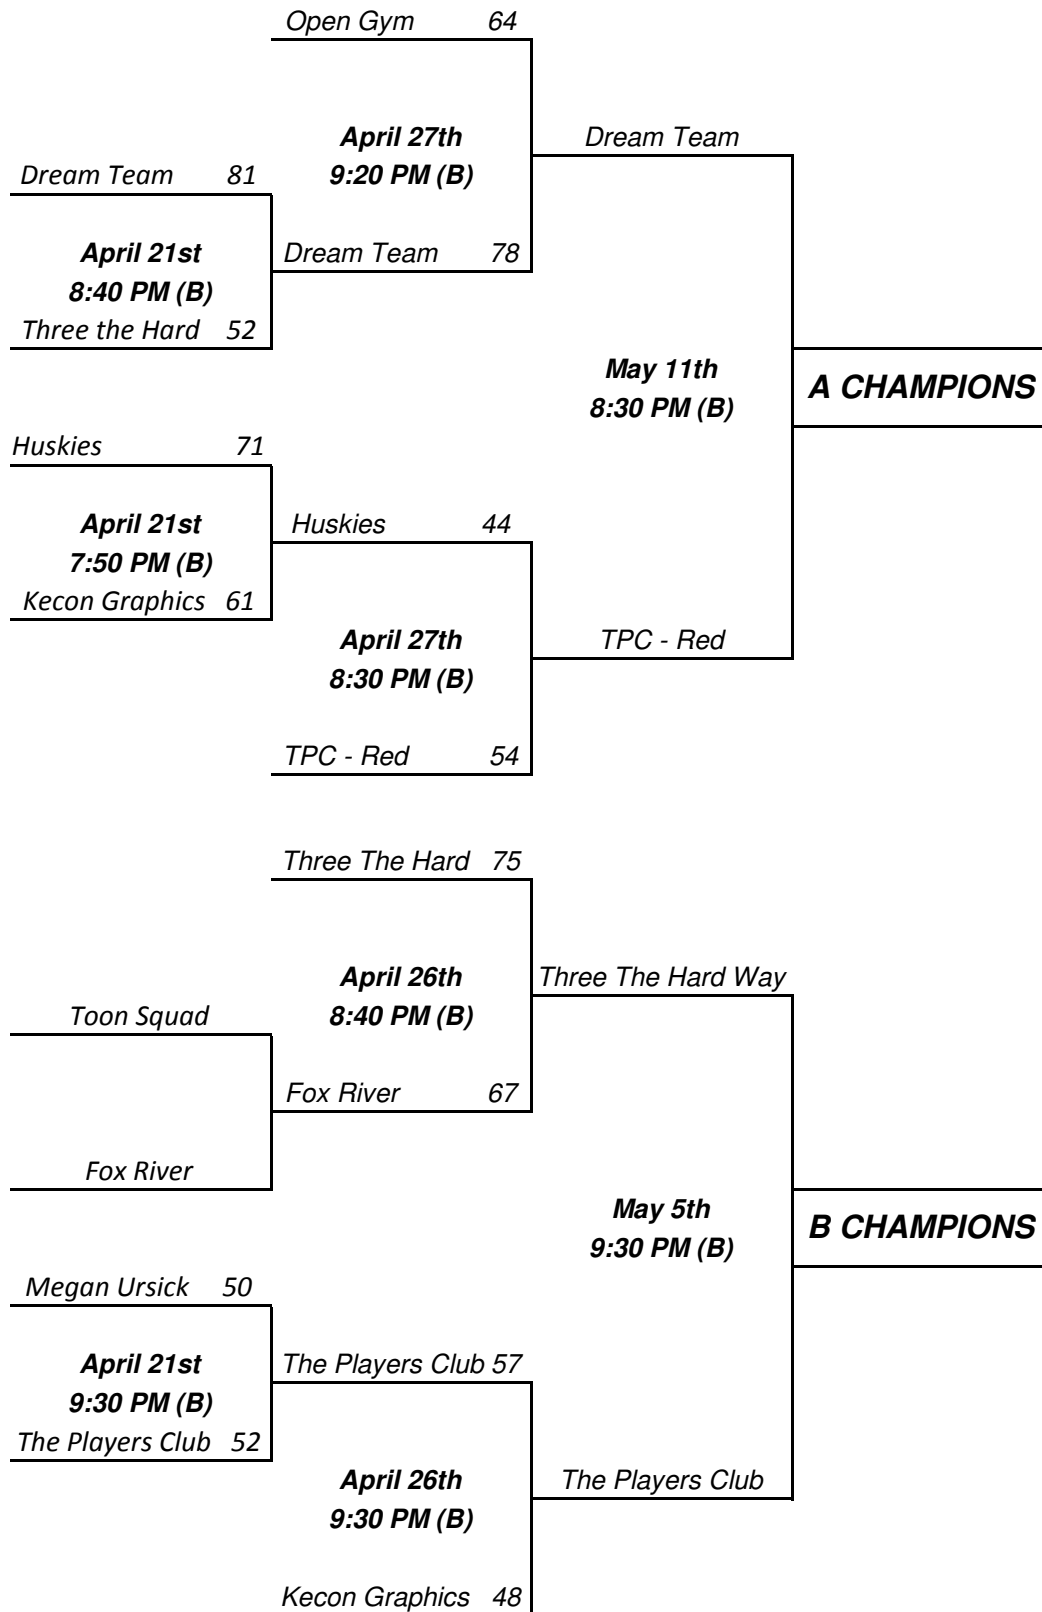 Open Gym 64
April 27th
9:20 PM (B)
Dream Team
Dream Team 81
April 21st
8:40 PM (B)
Dream Team 78
Three the Hard 52
May 11th
8:30 PM (B)
A CHAMPIONS
Huskies 71
April 21st
7:50 PM (B)
Huskies 44
Kecon Graphics 61
April 27th
8:30 PM (B)
TPC - Red
TPC - Red 54
Three The Hard 75
April 26th
8:40 PM (B)
Three The Hard Way
Toon Squad
Fox River 67
Fox River
May 5th
9:30 PM (B)
B CHAMPIONS
Megan Ursick 50
April 21st
9:30 PM (B)
The Players Club 57
The Players Club 52
April 26th
9:30 PM (B)
The Players Club
Kecon Graphics 48